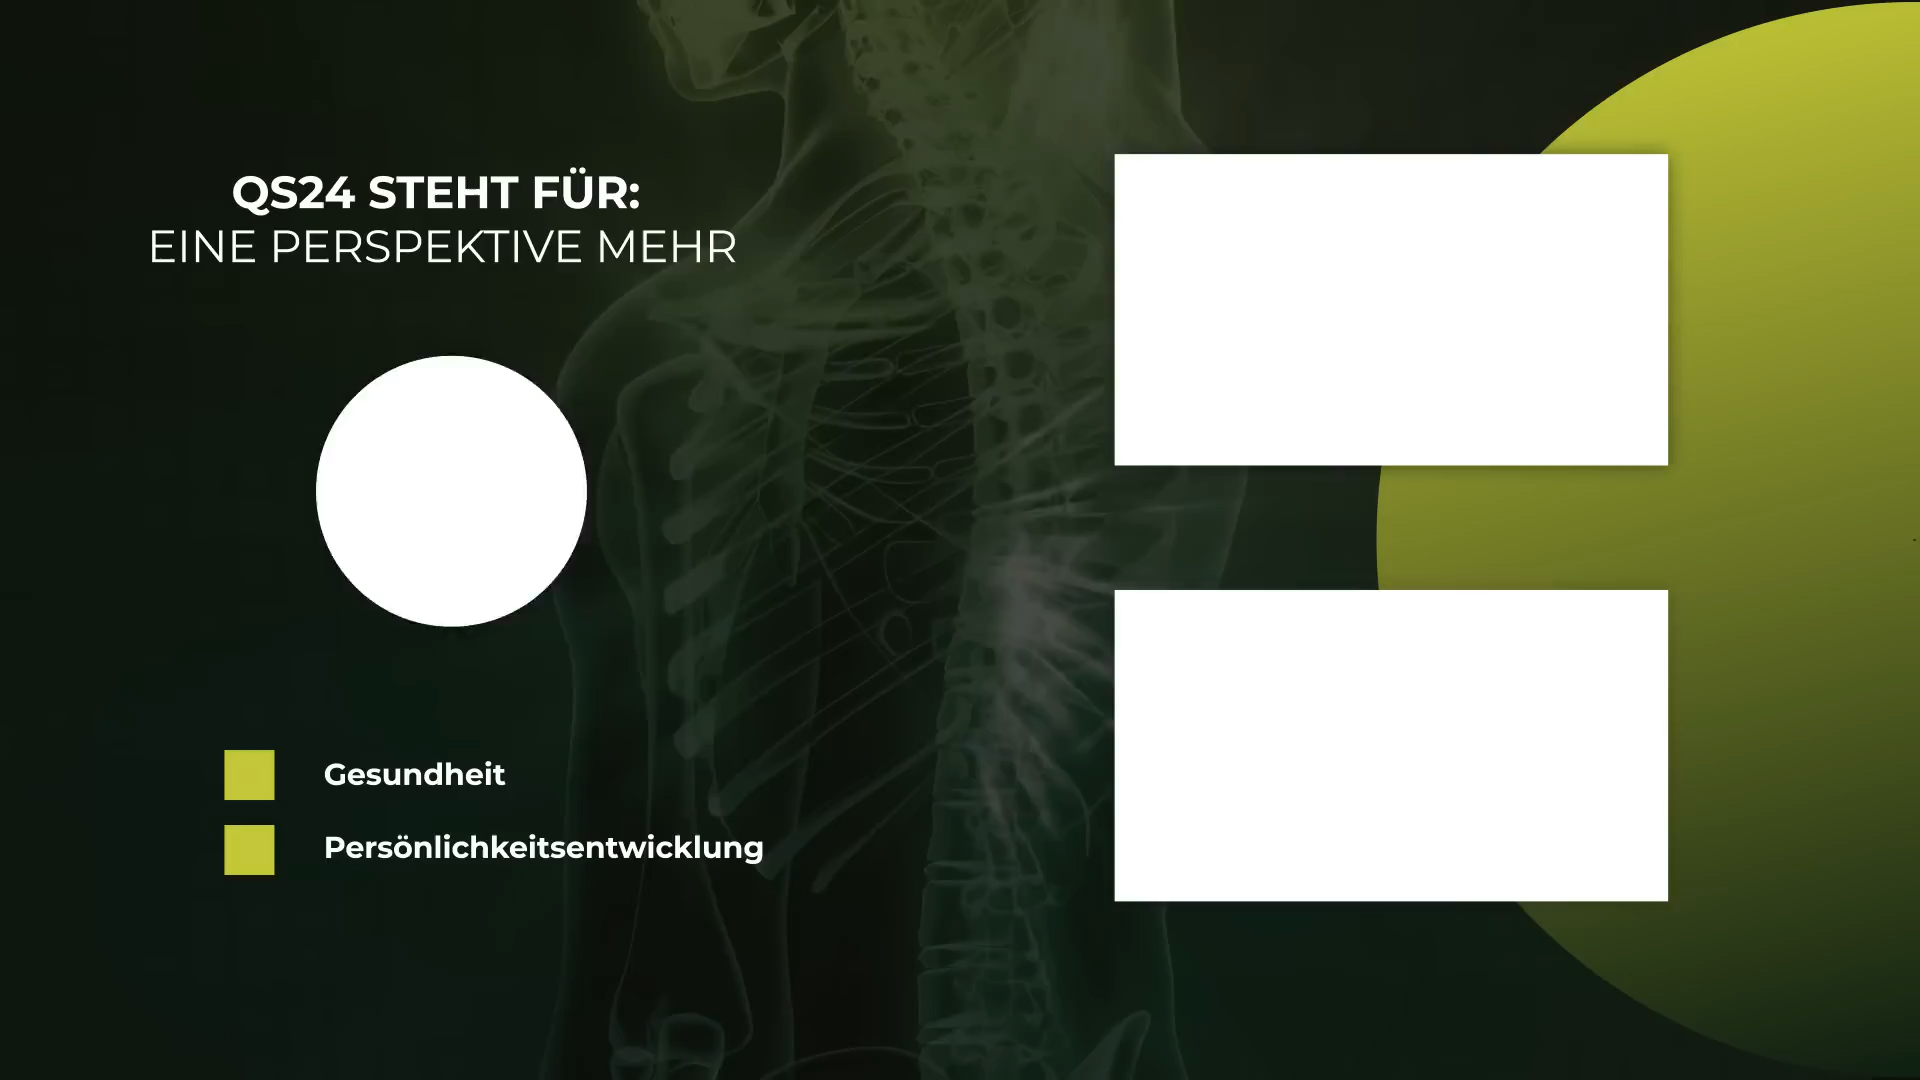 QS24 STEHT FÜR:
EINE PERSPEKTIVE MEHR
Gesundheit
Persönlichkeitsentwicklung